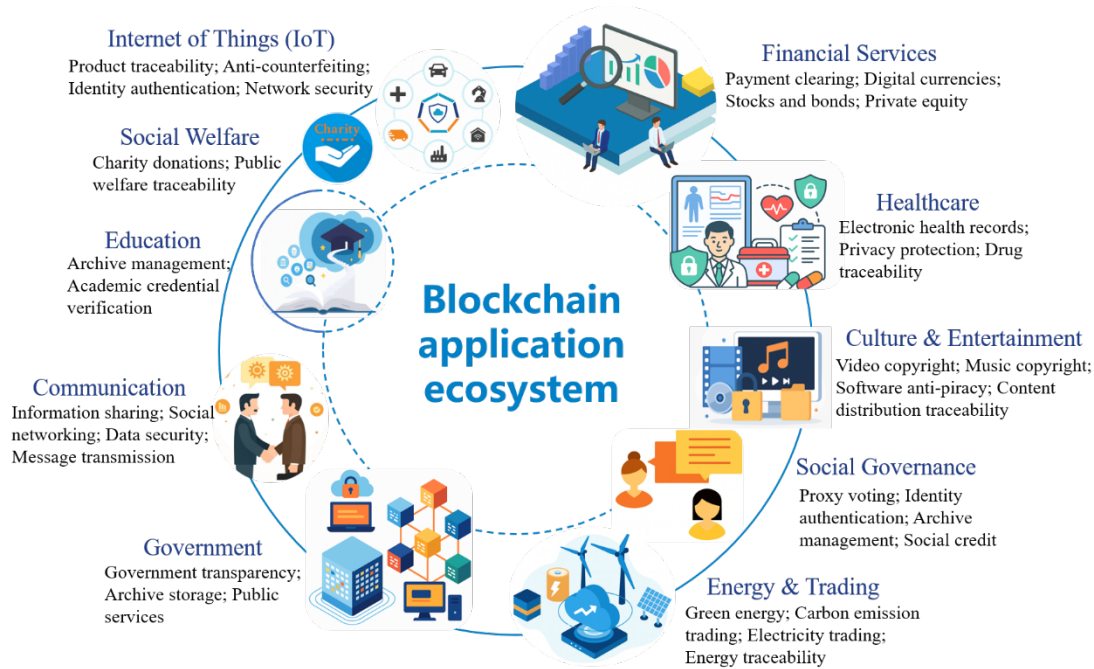 Internet of Things (IoT)
Product traceability; Anti-counterfeiting;
Identity authentication; Network security
Financial Services
Payment clearing; Digital currencies;
Stocks and bonds; Private equity
Social Welfare
Charity donations; Public
welfare traceability
Charity
Healthcare
Electronic health records;
Privacy protection; Drug
traceability
Education
Archive management;
Academic credential
verification
Blockchain
application
ecosystem
Culture & Entertainment
Video copyright; Music copyright;
Software anti-piracy; Content
distribution traceability
Communication
Information sharing; Social
networking; Data security;
Message transmission
Social Governance
Proxy voting; Identity
authentication; Archive
management; Social credit
Government
Government transparency;
Archive storage; Public
services
Energy & Trading
Green energy; Carbon emission
trading; Electricity trading;
Energy traceability